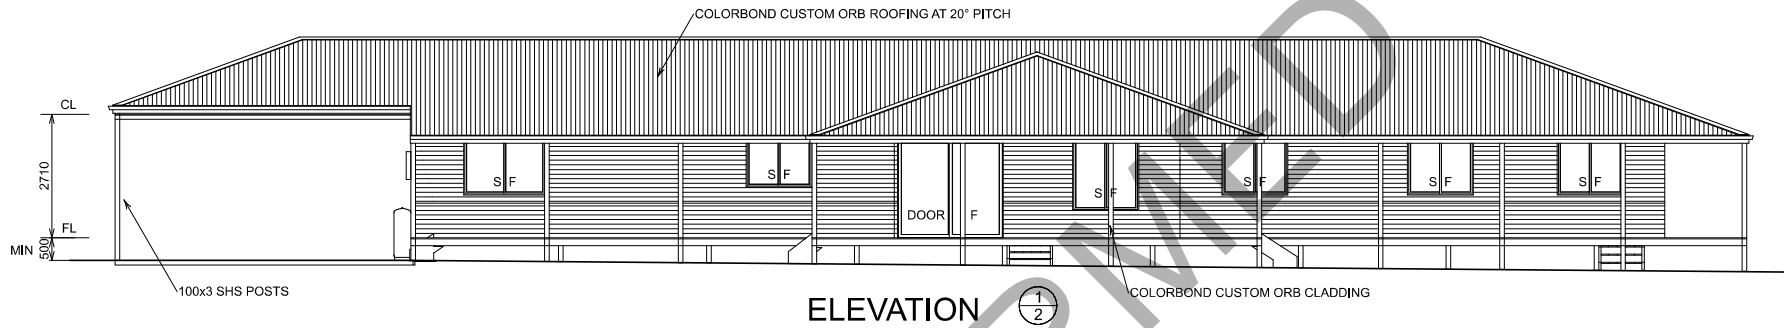 COLORBOND CUSTOM ORB ROOFING AT 20° PITCH
CL
2710
FL
MIN 500
S F
S F
S F
S F
S F
S F
DOOR F
100x3 SHS POSTS
COLORBOND CUSTOM ORB CLADDING
ELEVATION 1
2